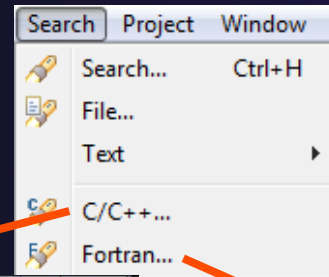 Search Project Window
Search... Ctrl+H
File...
Text
C/C++...
Fortran...